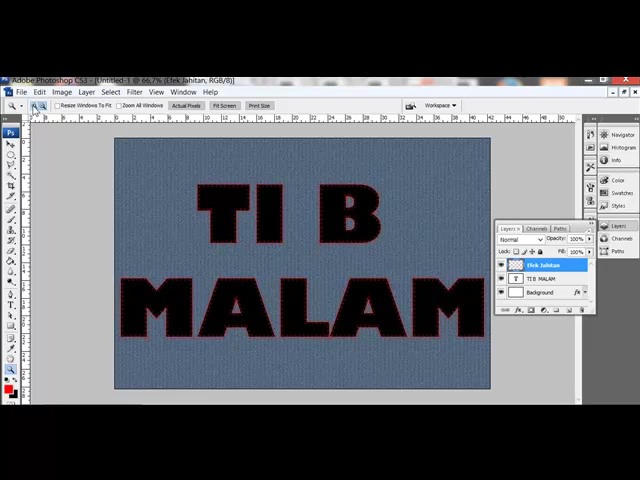 Adobe Photoshop CS3 - [Untitled-1 @ 66,7% (Efek Jahitan, RGB/8)]
File Edit Image Layer Select Filter View Window Help
Resize Windows To Fit Zoom All Windows Actual Pixels Fit Screen Print Size Workspace
TI B
MALAM
Layers Channels Paths
Normal Opacity: 100%
Lock: Fill: 100%
Efek Jahitan
T TI B MALAM
Background fx
Navigator
Histogram
Info
Color
Swatches
Styles
Layers
Channels
Paths
Ps